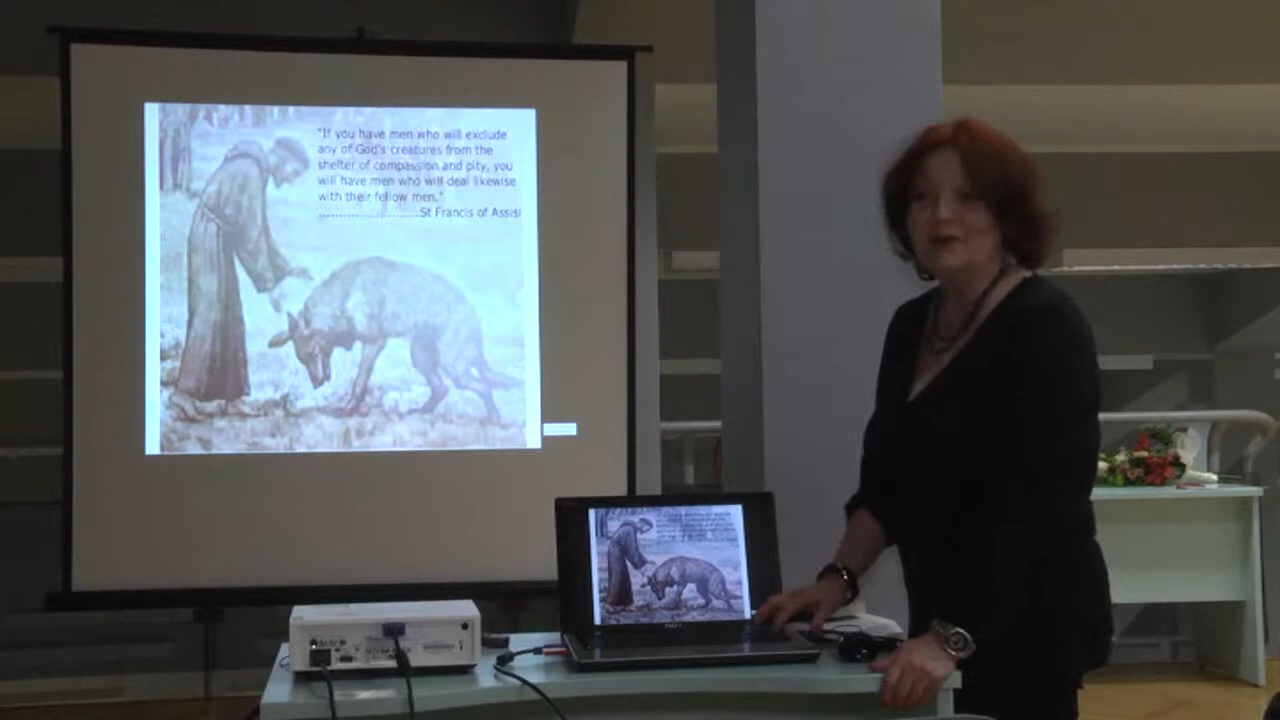 "If you have men who will exclude
any of God's creatures from the
shelter of compassion and pity, you
will have men who will deal likewise
with their fellow men."
........................St Francis of Assisi
DELL